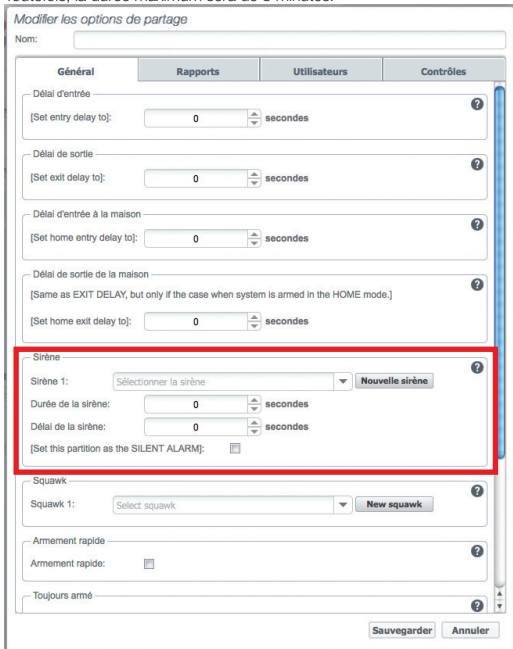 Modifier les options de partage
Nom:
Général Rapports Utilisateurs Contrôles
Délai d'entrée
[Set entry delay to]: 0 secondes
Délai de sortie
[Set exit delay to]: 0 secondes
Délai d'entrée à la maison
[Set home entry delay to]: 0 secondes
Délai de sortie de la maison
[Same as EXIT DELAY, but only if the case when system is armed in the HOME mode.]
[Set home exit delay to]: 0 secondes
Sirène
Sirène 1: Sélectionner la sirène Nouvelle sirène
Durée de la sirène: 0 secondes
Délai de la sirène: 0 secondes
[Set this partition as the SILENT ALARM]:
Squawk
Squawk 1: Select squawk New squawk
Armement rapide
Armement rapide:
Toujours armé
Sauvegarder Annuler